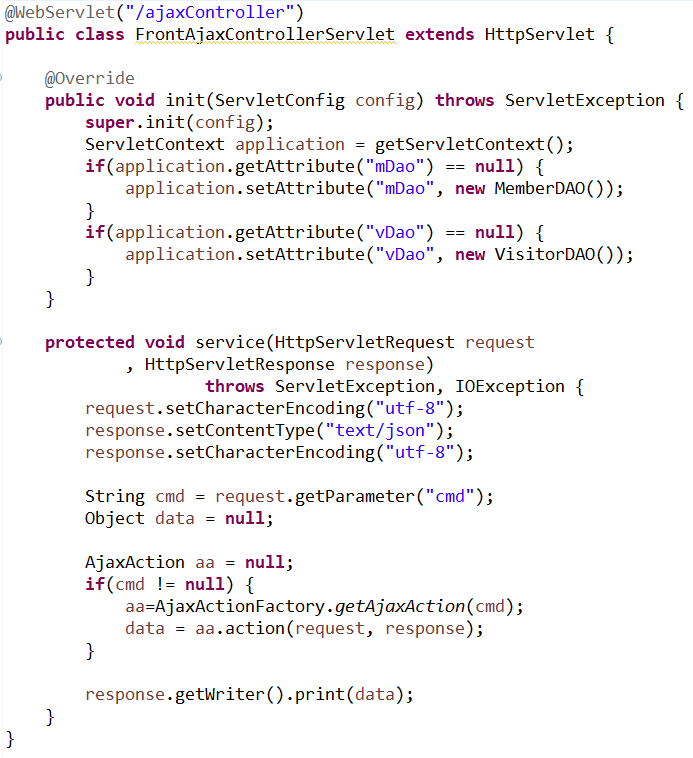 @WebServlet("/ajaxController")
public class FrontAjaxControllerServlet extends HttpServlet {
@Override
public void init(ServletConfig config) throws ServletException {
super.init(config);
ServletContext application = getServletContext();
if(application.getAttribute("mDao") == null) {
application.setAttribute("mDao", new MemberDAO());
}
if(application.getAttribute("vDao") == null) {
application.setAttribute("vDao", new VisitorDAO());
}
}
protected void service(HttpServletRequest request
, HttpServletResponse response)
throws ServletException, IOException {
request.setCharacterEncoding("utf-8");
response.setContentType("text/json");
response.setCharacterEncoding("utf-8");
String cmd = request.getParameter("cmd");
Object data = null;
AjaxAction aa = null;
if(cmd != null) {
aa=AjaxActionFactory.getAjaxAction(cmd);
data = aa.action(request, response);
}
response.getWriter().print(data);
}
}